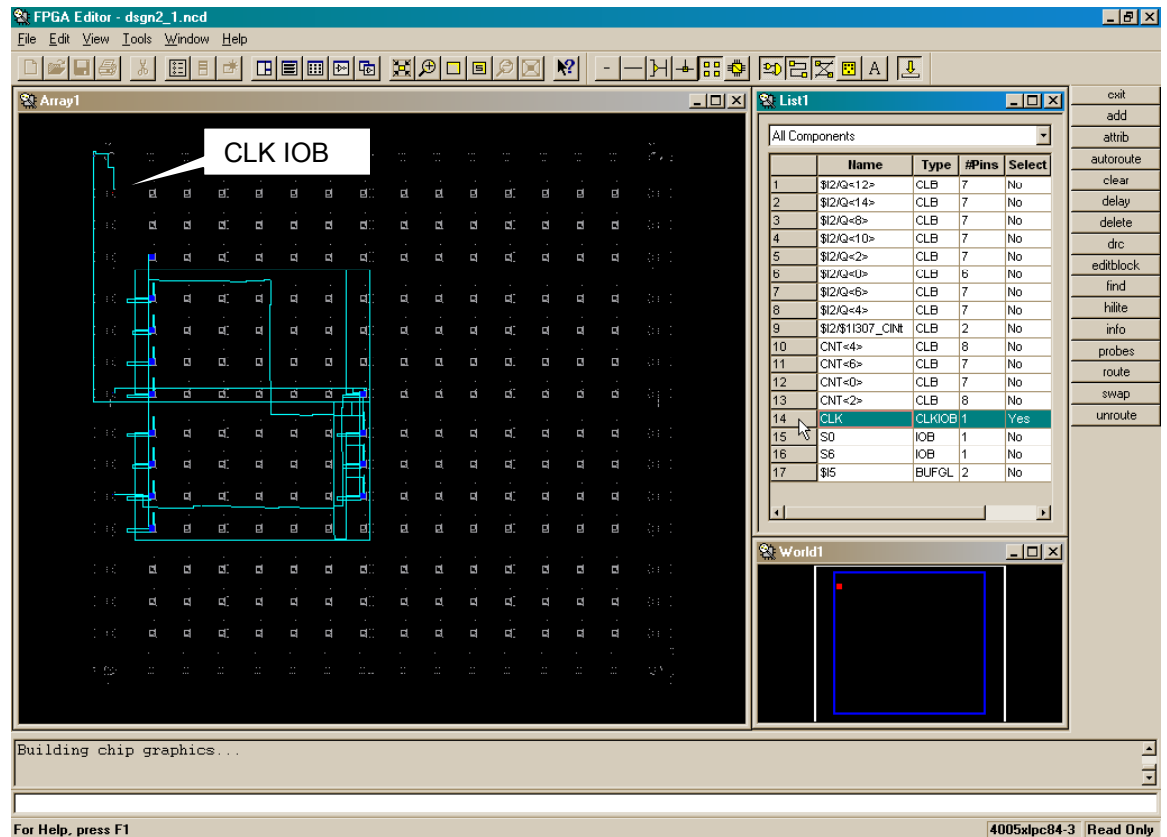 FPGA Editor - dsgn2_1.ncd
File Edit View Tools Window Help
A
Array1
CLK IOB
List1
All Components
Name Type #Pins Select
1 $I2/Q<12> CLB 7 No
2 $I2/Q<14> CLB 7 No
3 $I2/Q<8> CLB 7 No
4 $I2/Q<10> CLB 7 No
5 $I2/Q<2> CLB 7 No
6 $I2/Q<0> CLB 6 No
7 $I2/Q<6> CLB 7 No
8 $I2/Q<4> CLB 7 No
9 $I2/$1I307_CINt CLB 2 No
10 CNT<4> CLB 8 No
11 CNT<6> CLB 7 No
12 CNT<0> CLB 7 No
13 CNT<2> CLB 8 No
14 CLK CLKIOB 1 Yes
15 S0 IOB 1 No
16 S6 IOB 1 No
17 $I5 BUFGL 2 No
World1
exit
add
attrib
autoroute
clear
delay
delete
drc
editblock
find
hilite
info
probes
route
swap
unroute
Building chip graphics...
For Help, press F1
4005xlpc84-3 Read Only